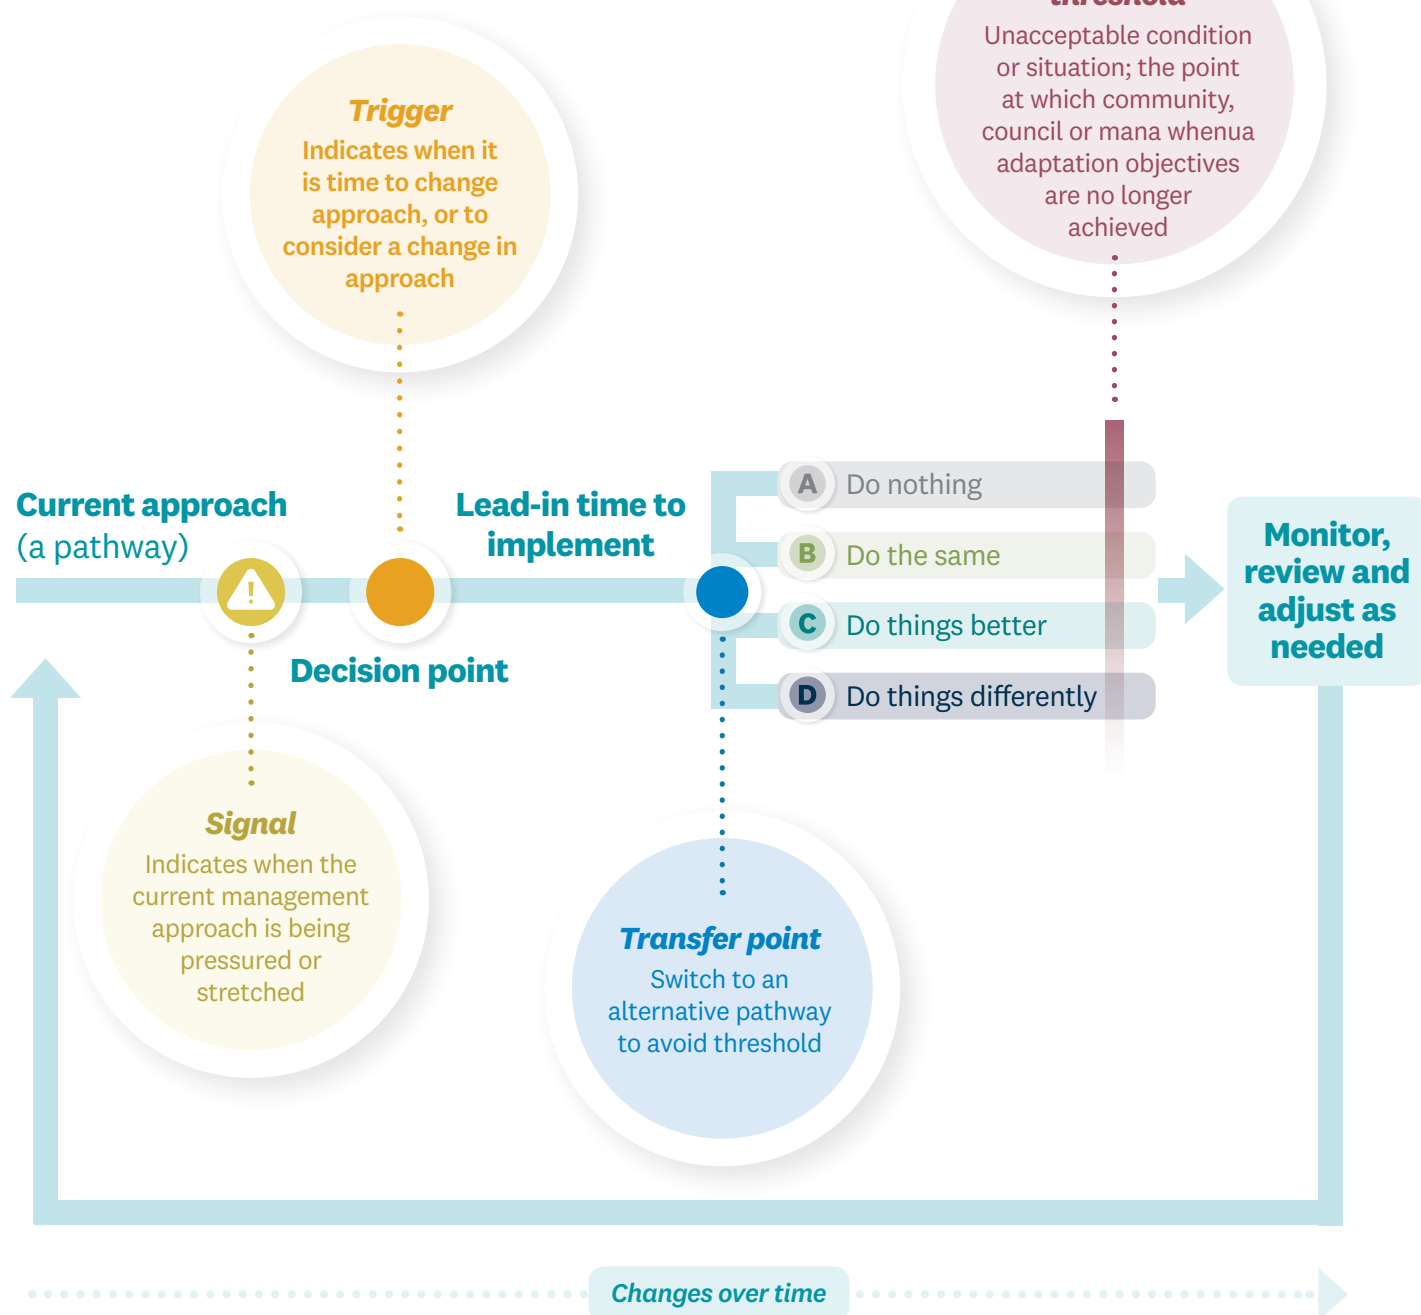 threshold
Unacceptable condition
or situation; the point
at which community,
council or mana whenua
adaptation objectives
are no longer
achieved
Trigger
Indicates when it
is time to change
approach, or to
consider a change in
approach
Current approach
(a pathway)
Lead-in time to
implement
Decision point
A Do nothing
B Do the same
C Do things better
D Do things differently
Monitor,
review and
adjust as
needed
Signal
Indicates when the
current management
approach is being
pressured or
stretched
Transfer point
Switch to an
alternative pathway
to avoid threshold
Changes over time